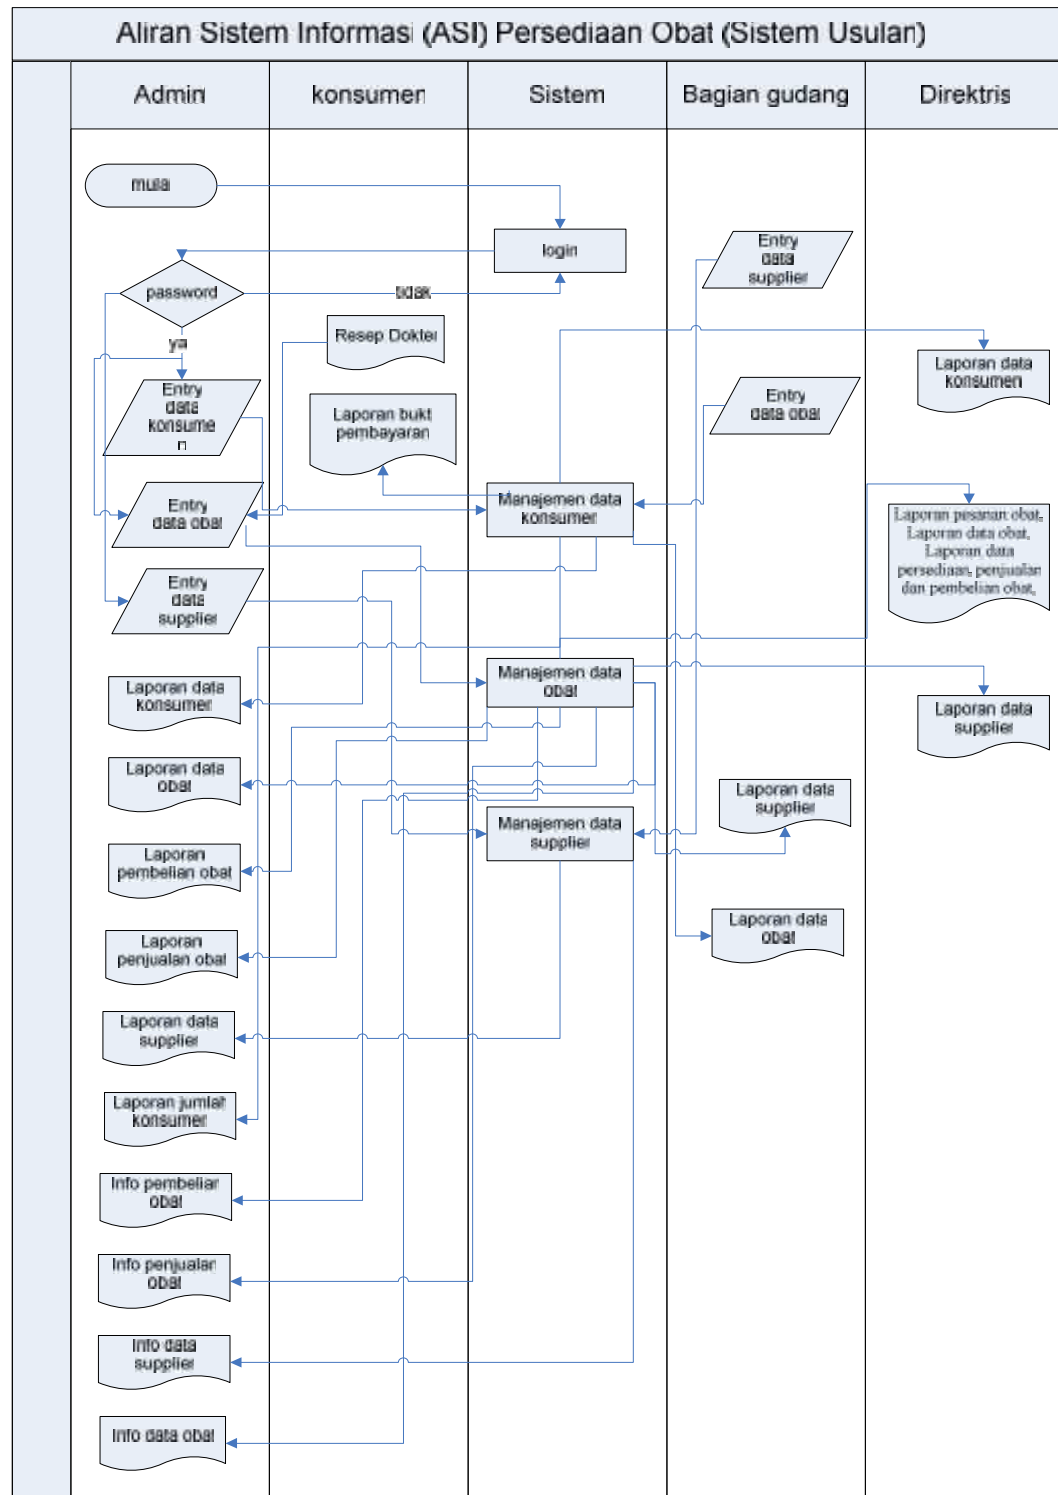 Aliran Sistem Informasi (ASI) Persediaan Obat (Sistem Usulan)
Admin
konsumen
Sistem
Bagian gudang
Direktris
mulai
login
Entry
data
supplier
password
tidak
ya
Resep Dokter
Laporan data
konsumen
Entry
data
konsume
n
Laporan bukt
pembayaran
Entry
data obat
Entry
data obat
Manajemen data
konsumen
Laporan pesanan obat,
Laporan data obat,
Laporan data
persediaan, penjualan
dan pembelian obat,
Entry
data
supplier
Manajemen data
obat
Laporan data
konsumen
Laporan data
supplier
Laporan data
obat
Laporan data
supplier
Manajemen data
supplier
Laporan
pembelian obat
Laporan data
obat
Laporan
penjualan obat
Laporan data
supplier
Laporan jumlah
konsumen
Info pembelian
obat
Info penjualan
obat
Info data
supplier
Info data obat